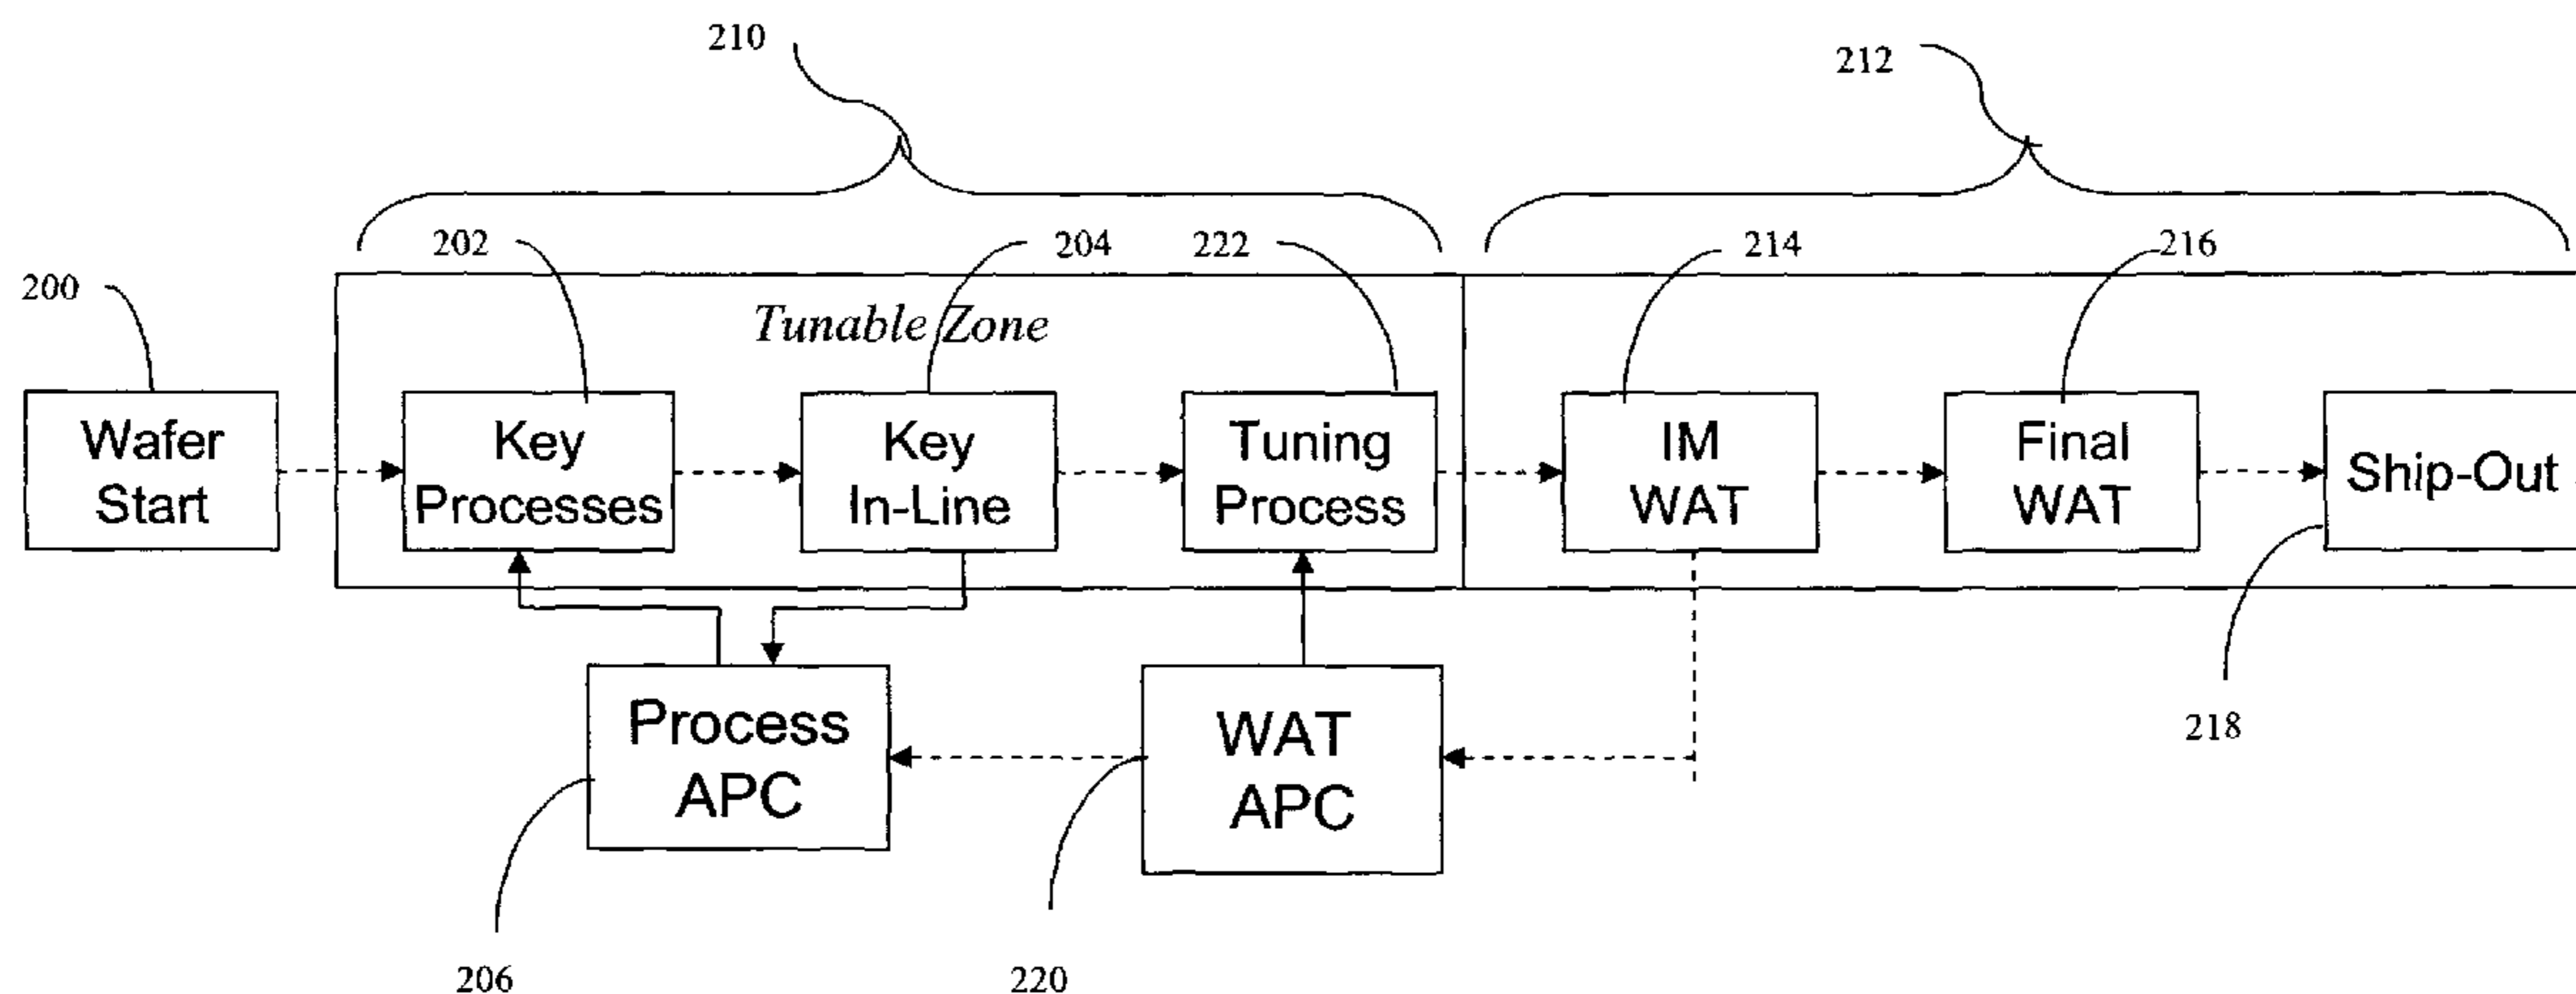 210
212
202
204
222
214
216
200
Tunable Zone
Wafer
Start
Key
Processes
Key
In-Line
Tuning
Process
IM
WAT
Final
WAT
Ship-Out
Process
APC
WAT
APC
218
206
220